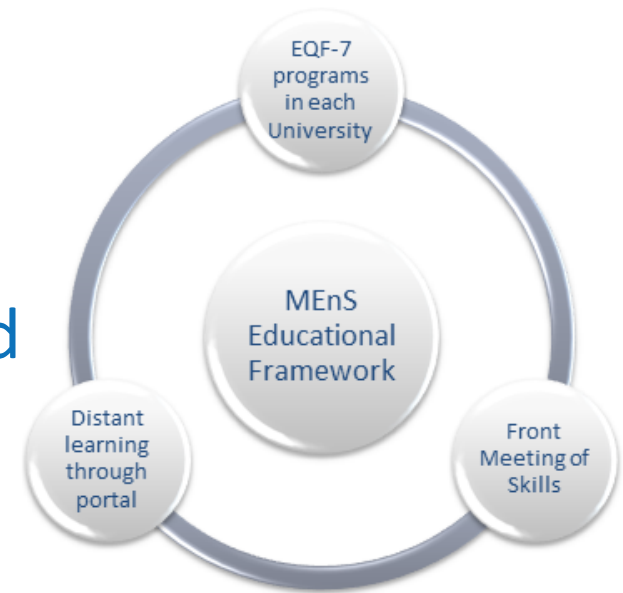 EQF-7
programs
in each
University
MEnS
Educational
Framework
d
Distant
learning
through
portal
Front
Meeting of
Skills